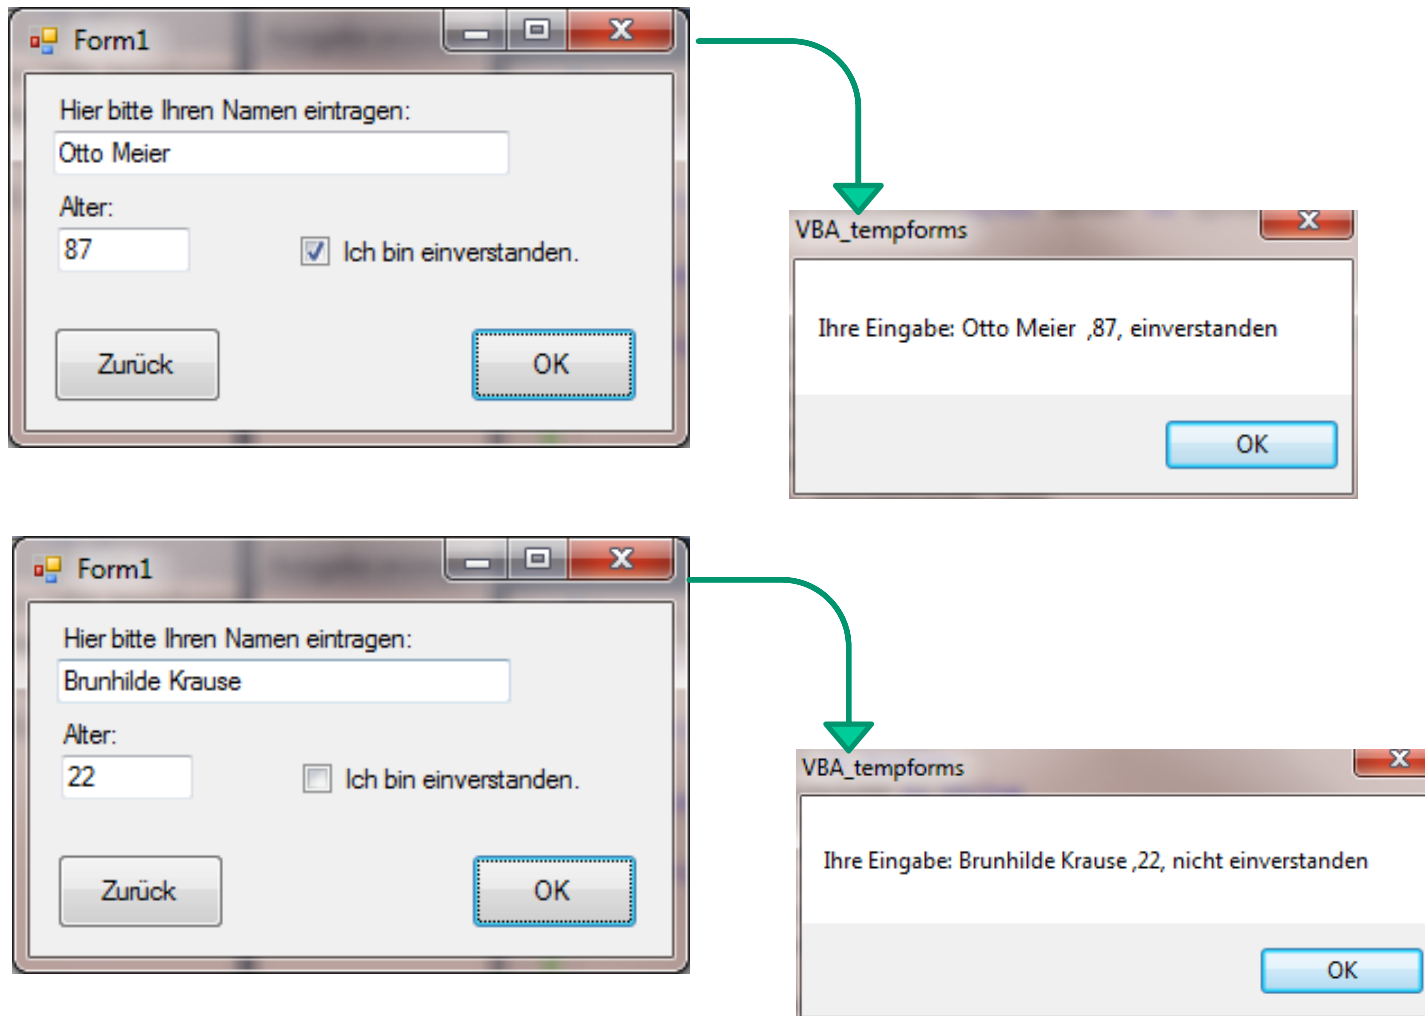 Form1
Hier bitte Ihren Namen eintragen:
Otto Meier
Alter:
87
Ich bin einverstanden.
Zurück
OK
VBA_tempforms
Ihre Eingabe: Otto Meier ,87, einverstanden
OK
Form1
Hier bitte Ihren Namen eintragen:
Brunhilde Krause
Alter:
22
Ich bin einverstanden.
Zurück
OK
VBA_tempforms
Ihre Eingabe: Brunhilde Krause ,22, nicht einverstanden
OK